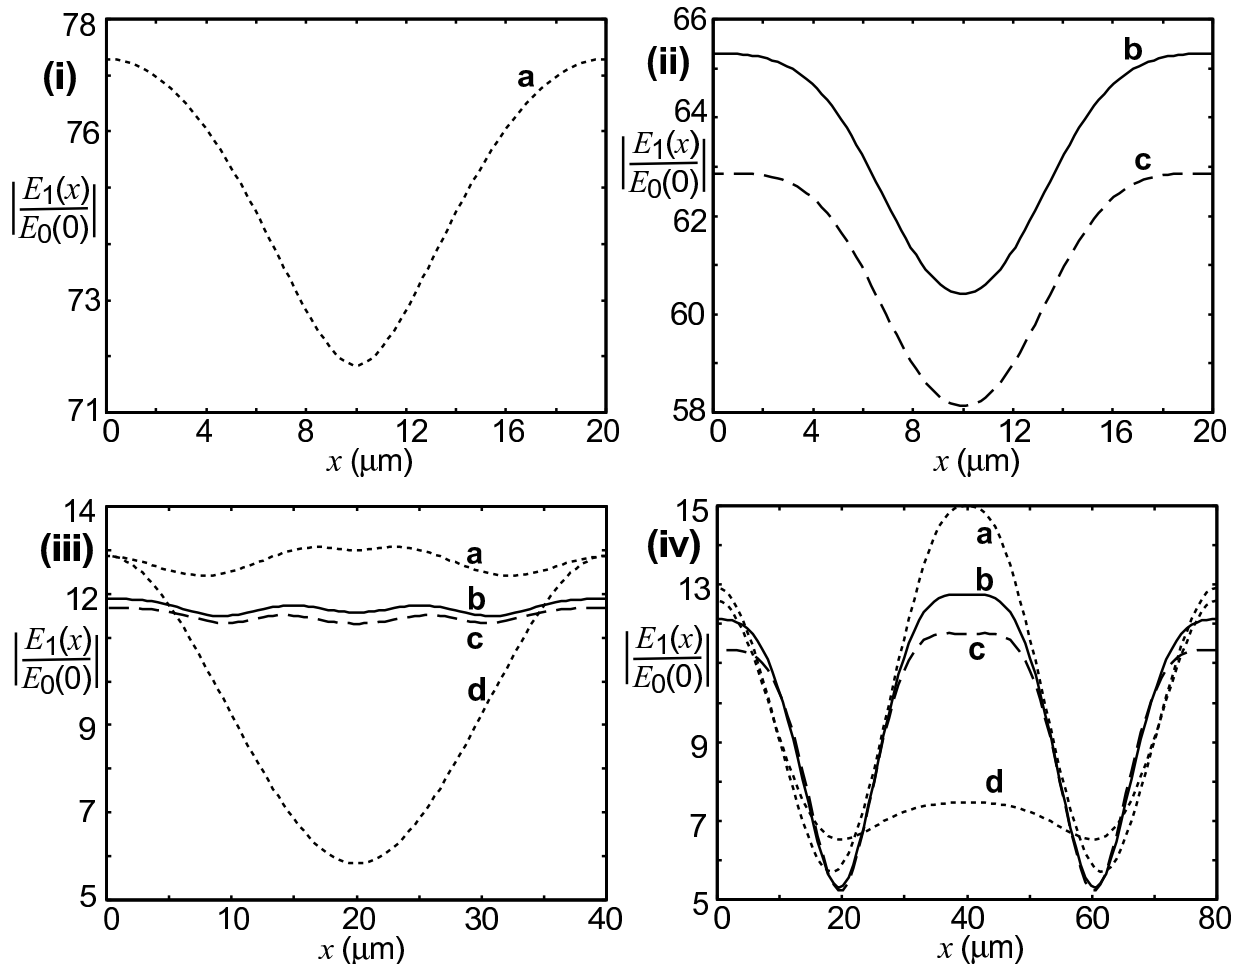 (i)
78
76
73
71
|E1(x)/E0(0)|
a
0 4 8 12 16 20
x (μm)
(ii)
66
64
62
60
58
|E1(x)/E0(0)|
b
c
0 4 8 12 16 20
x (μm)
(iii)
14
12
9
7
5
|E1(x)/E0(0)|
a
b
c
d
0 10 20 30 40
x (μm)
(iv)
15
13
9
7
5
|E1(x)/E0(0)|
a
b
c
d
0 20 40 60 80
x (μm)